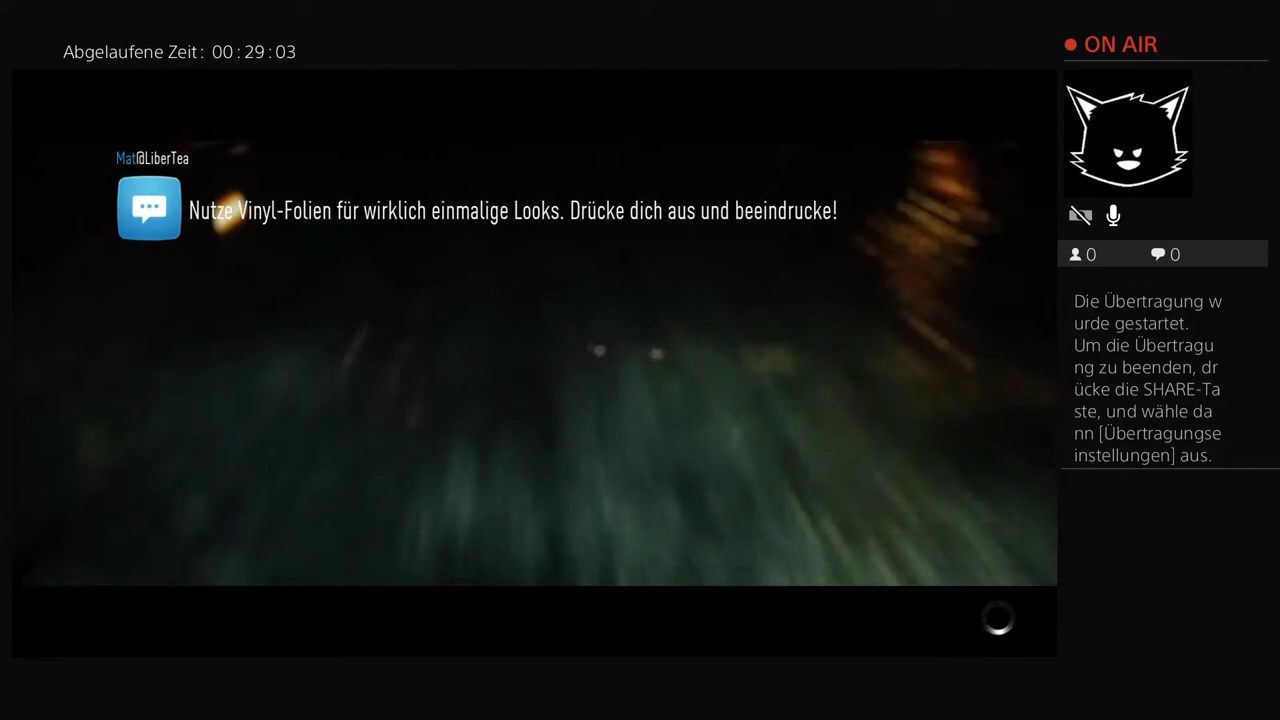 Abgelaufene Zeit: 00:29:03
ON AIR
Mat@LiberTea
Nutze Vinyl-Folien für wirklich einmalige Looks. Drücke dich aus und beeindrucke!
0 0
Die Übertragung w
urde gestartet.
Um die Übertragu
ng zu beenden, dr
ücke die SHARE-Ta
ste, und wähle da
nn [Übertragungse
instellungen] aus.